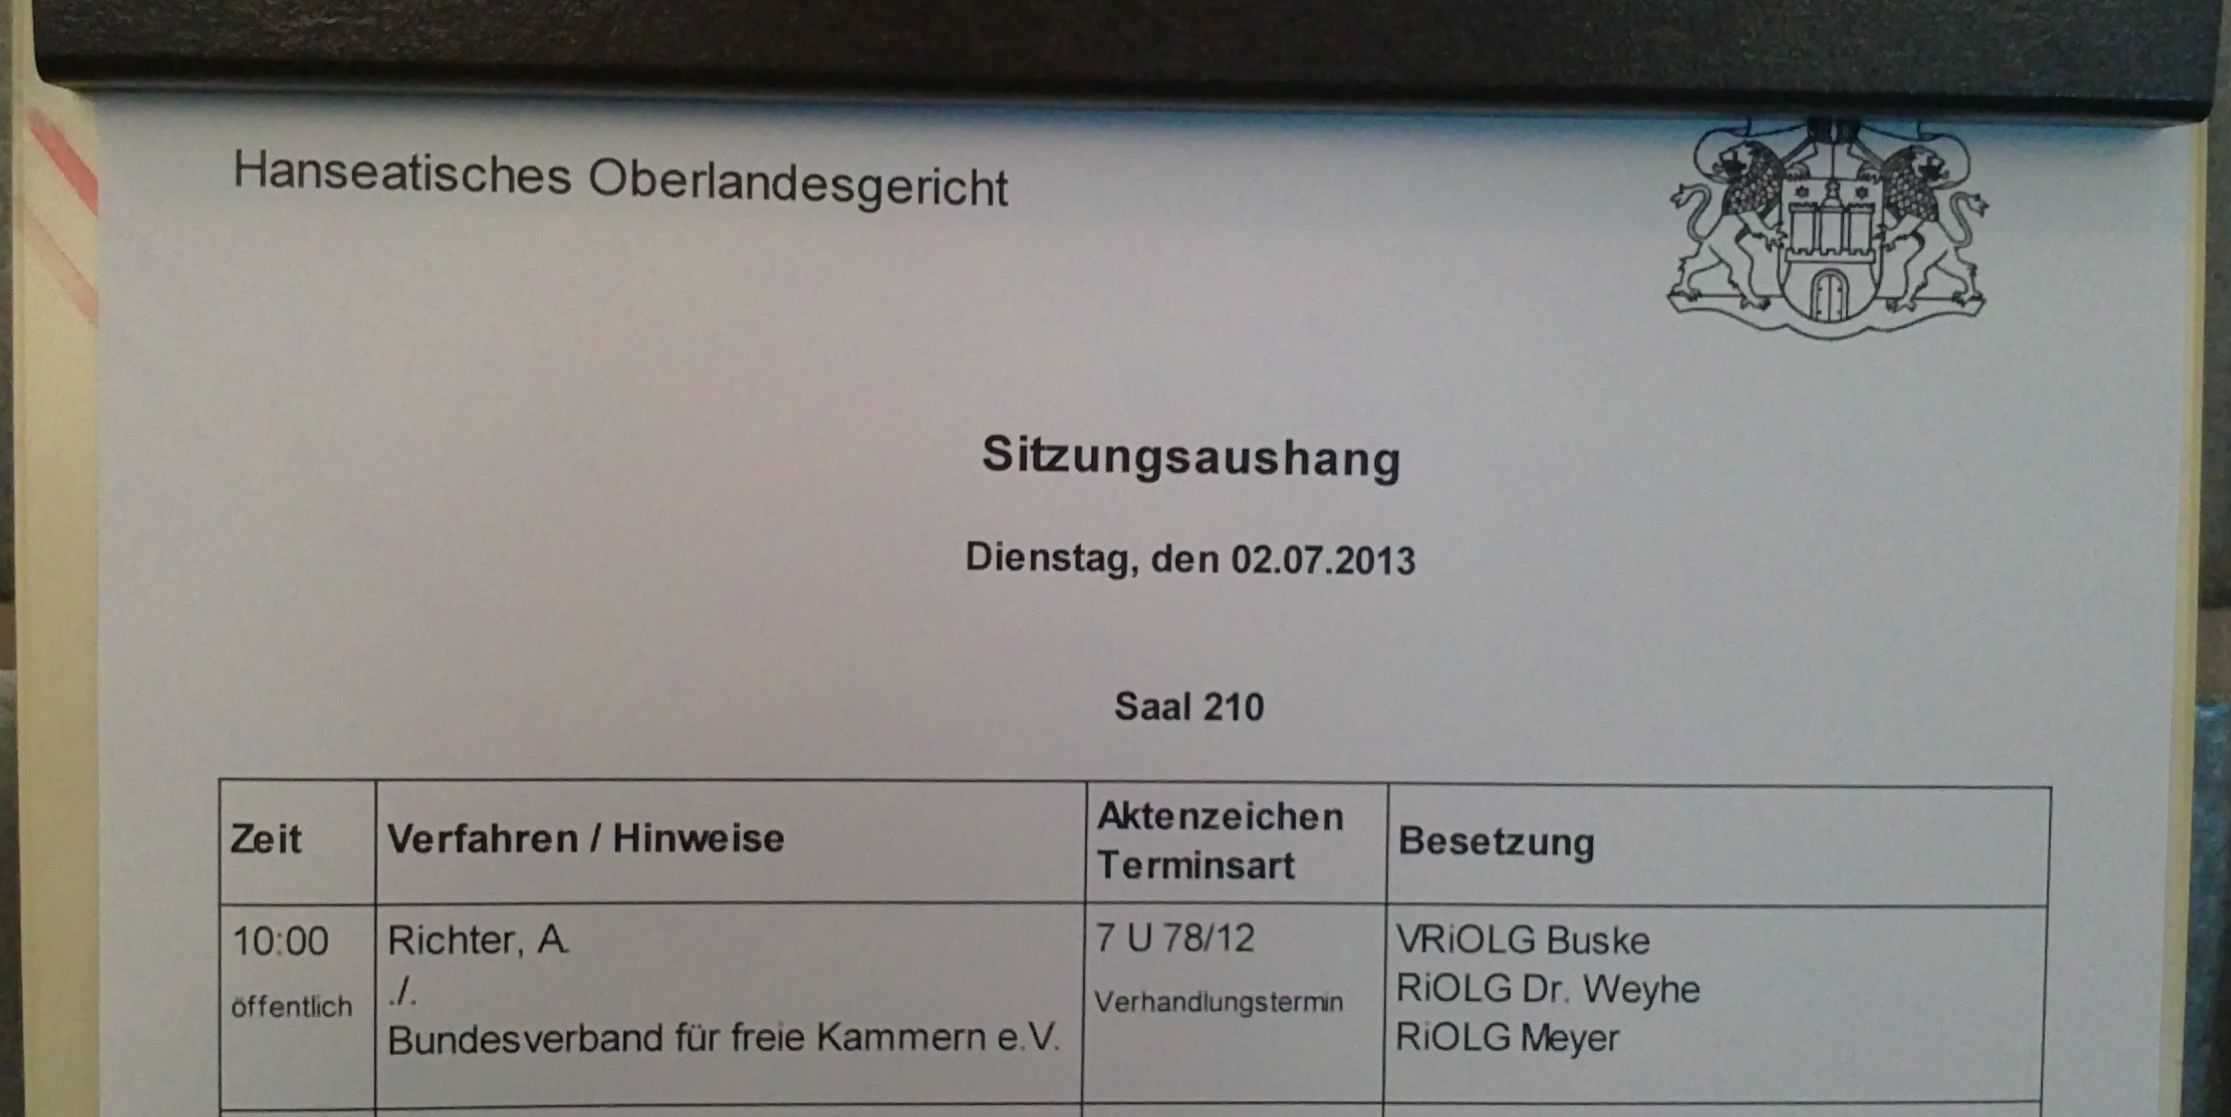 Hanseatisches Oberlandesgericht
Sitzungsaushang
Dienstag, den 02.07.2013
Saal 210
Zeit
Verfahren / Hinweise
Aktenzeichen
Terminsart
Besetzung
10:00
öffentlich
Richter, A.
./.
Bundesverband für freie Kammern e.V.
7 U 78/12
Verhandlungstermin
VRiOLG Buske
RiOLG Dr. Weyhe
RiOLG Meyer